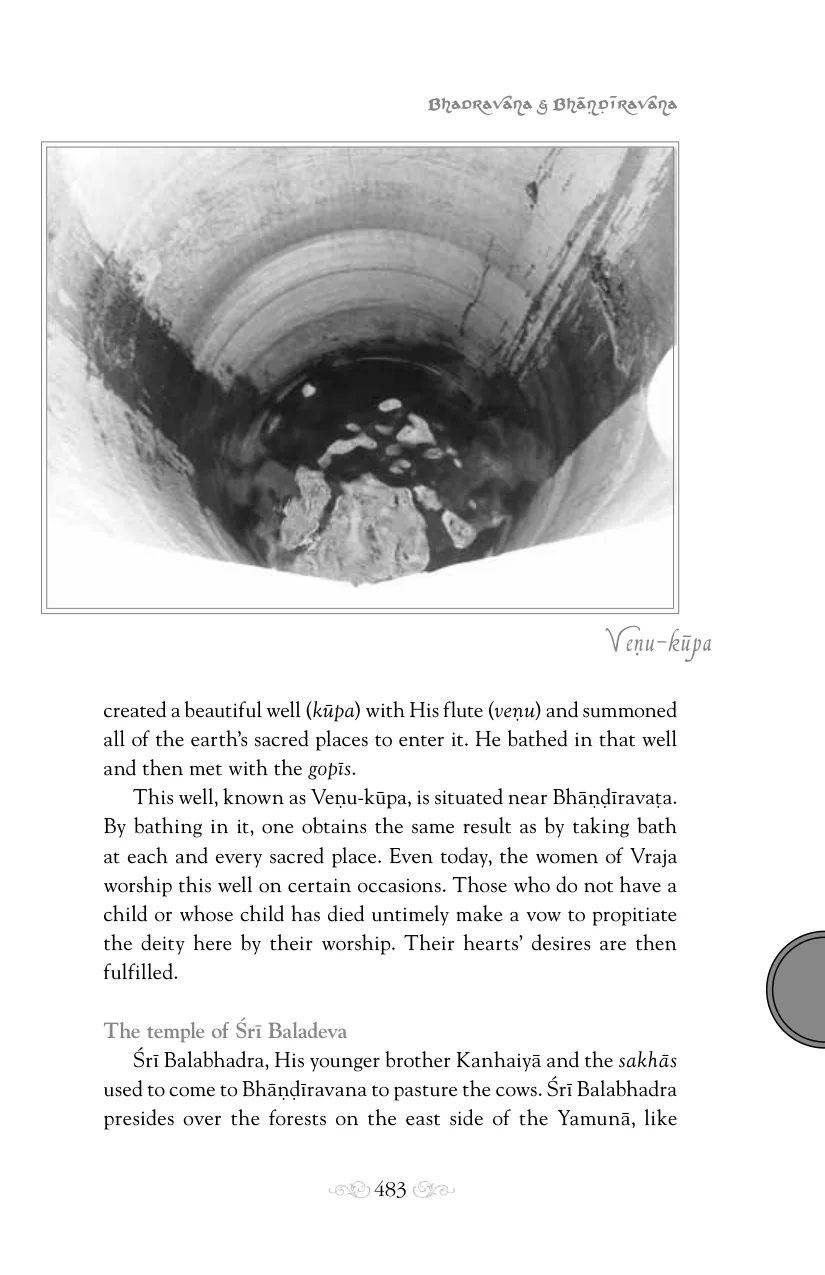 Bhadravana & Bhāṇḍīravana
Veṇu-kūpa
created a beautiful well (kūpa) with His flute (veṇu) and summoned
all of the earth’s sacred places to enter it. He bathed in that well
and then met with the gopīs.
This well, known as Veṇu-kūpa, is situated near Bhāṇḍīravaṭa.
By bathing in it, one obtains the same result as by taking bath
at each and every sacred place. Even today, the women of Vraja
worship this well on certain occasions. Those who do not have a
child or whose child has died untimely make a vow to propitiate
the deity here by their worship. Their hearts’ desires are then
fulfilled.
The temple of Śrī Baladeva
Śrī Balabhadra, His younger brother Kanhaiyā and the sakhās
used to come to Bhāṇḍīravana to pasture the cows. Śrī Balabhadra
presides over the forests on the east side of the Yamunā, like
483